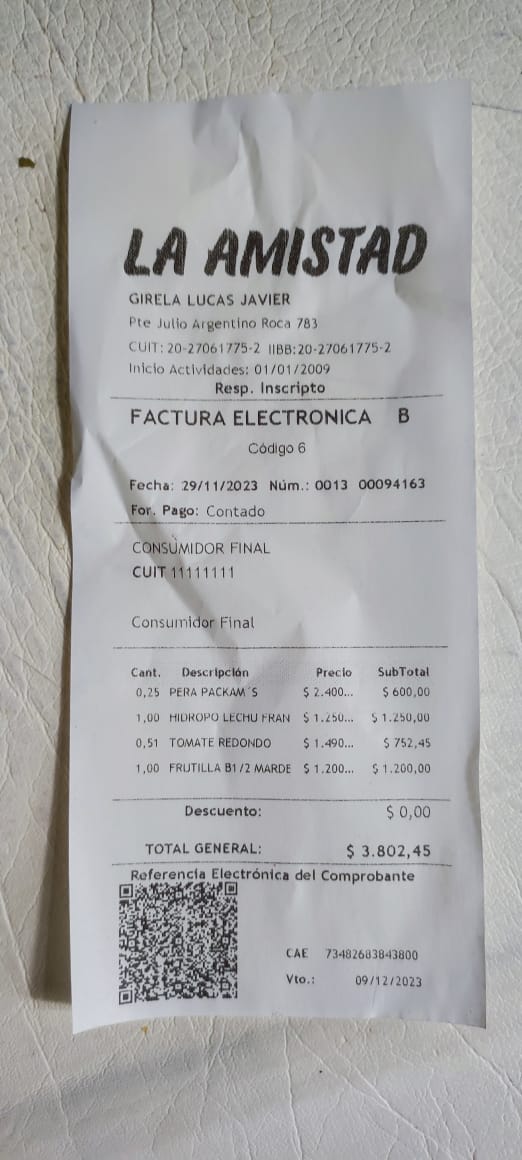 LA AMISTAD
GIRELA LUCAS JAVIER
Pte Julio Argentino Roca 783
CUIT: 20-27061775-2 IIBB:20-27061775-2
Inicio Actividades: 01/01/2009
Resp. Inscripto
FACTURA ELECTRONICA B
Código 6
Fecha: 29/11/2023 Núm.: 0013 00094163
For. Pago: Contado
CONSUMIDOR FINAL
CUIT 11111111
Consumidor Final
Cant. Descripción Precio SubTotal
0,25 PERA PACKAM´S $ 2.400... $ 600,00
1,00 HIDROPO LECHU FRAN $ 1.250... $ 1.250,00
0,51 TOMATE REDONDO $ 1.490... $ 752,45
1,00 FRUTILLA B1/2 MARDE $ 1.200... $ 1.200,00
Descuento: $ 0,00
TOTAL GENERAL: $ 3.802,45
Referencia Electrónica del Comprobante
CAE 73482683843800
Vto.: 09/12/2023